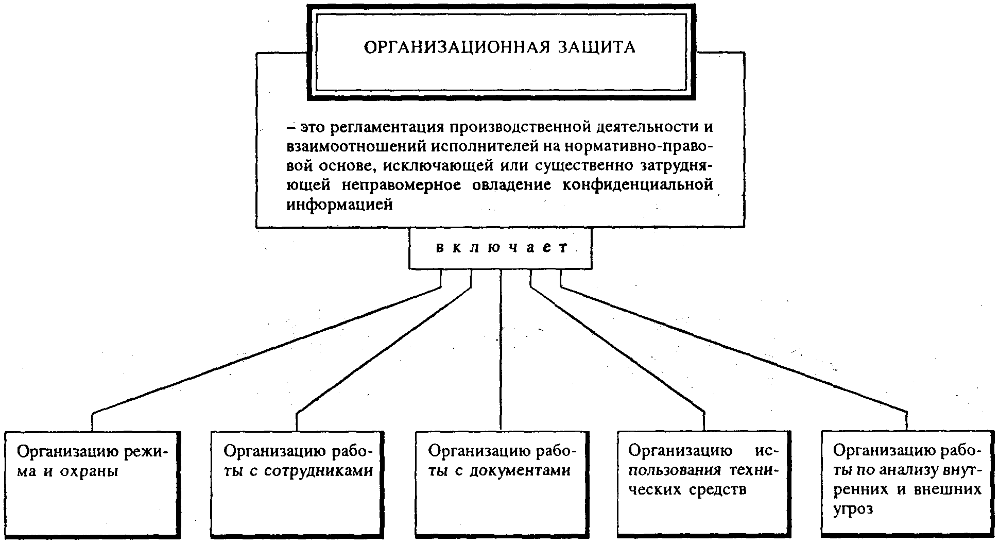 ОРГАНИЗАЦИОННАЯ ЗАЩИТА
– это регламентация производственной деятельности и
взаимоотношений исполнителей на нормативно-право-
вой основе, исключающей или существенно затрудня-
ющей неправомерное овладение конфиденциальной
информацией
включает
Организацию режи-
ма и охраны
Организацию рабо-
ты с сотрудниками
Организацию рабо-
ты с документами
Организацию ис-
пользования техни-
ческих средств
Организацию рабо-
ты по анализу внут-
ренних и внешних
угроз